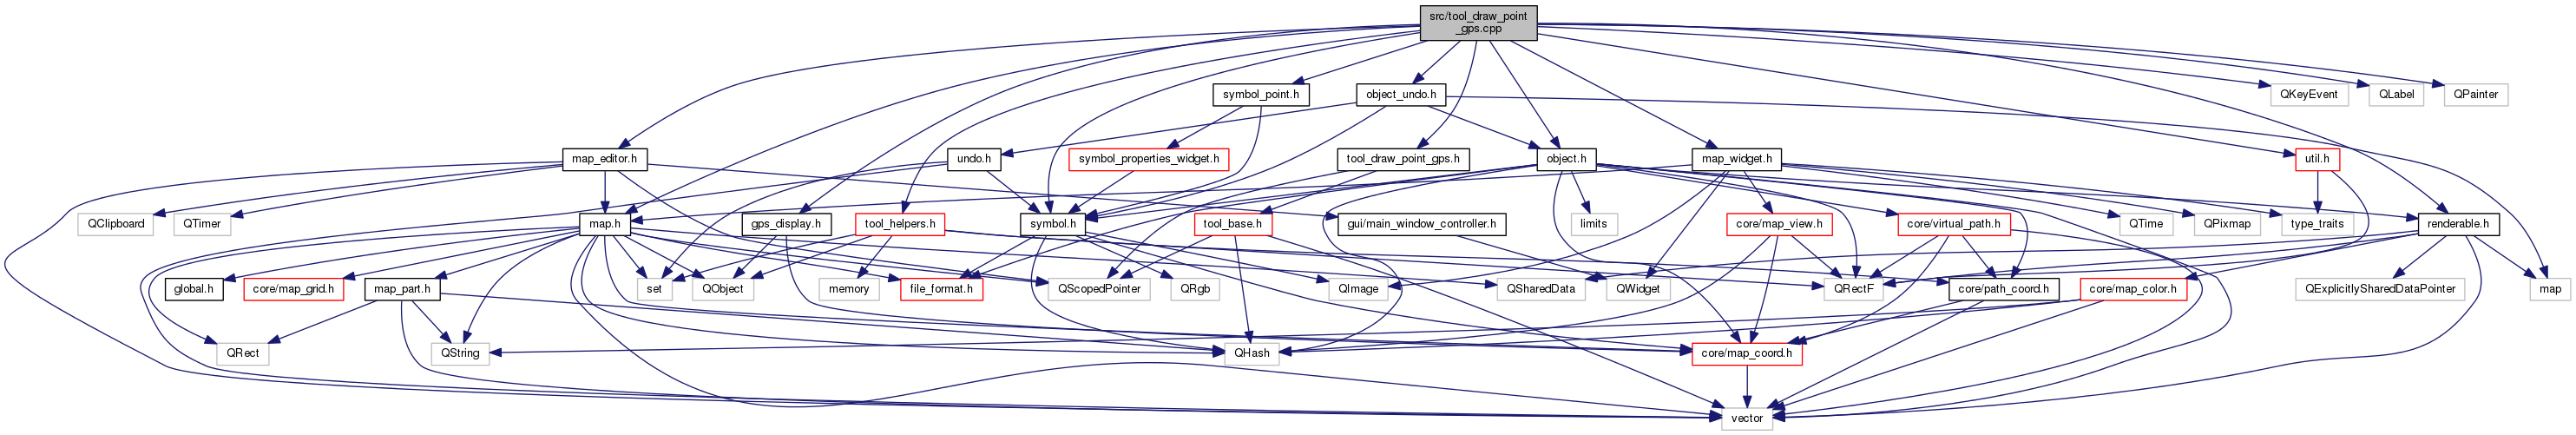 src/tool_draw_point
_gps.cpp
symbol_point.h
object_undo.h
QKeyEvent
QLabel
QPainter
map_editor.h
undo.h
symbol_properties_widget.h
tool_draw_point_gps.h
object.h
map_widget.h
util.h
QClipboard
QTimer
map.h
gps_display.h
tool_helpers.h
symbol.h
tool_base.h
gui/main_window_controller.h
limits
core/map_view.h
core/virtual_path.h
QTime
QPixmap
type_traits
renderable.h
global.h
core/map_grid.h
map_part.h
set
QObject
memory
file_format.h
QScopedPointer
QRgb
QImage
QSharedData
QWidget
QRectF
core/path_coord.h
core/map_color.h
QExplicitlySharedDataPointer
map
QRect
QString
QHash
core/map_coord.h
vector